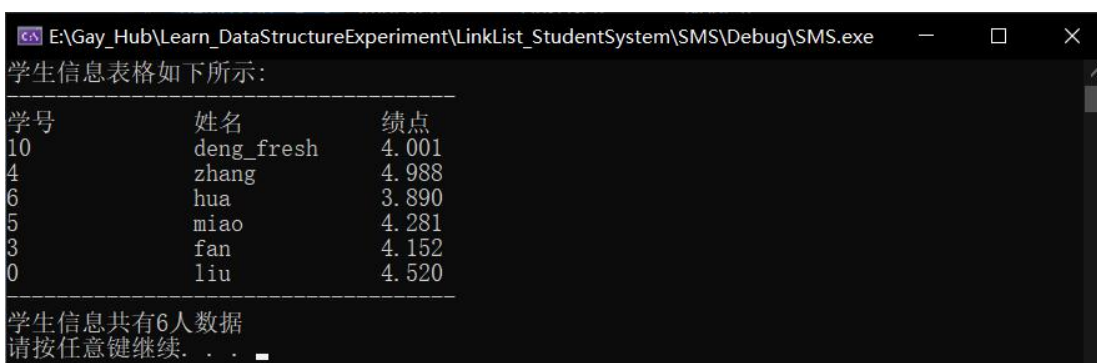 E:\Gay_Hub\Learn_DataStructureExperiment\LinkList_StudentSystem\SMS\Debug\SMS.exe
学生信息表格如下所示:
------------------------------------
学号 姓名 绩点
10 deng_fresh 4.001
4 zhang 4.988
6 hua 3.890
5 miao 4.281
3 fan 4.152
0 liu 4.520
------------------------------------
学生信息共有6人数据
请按任意键继续. . .